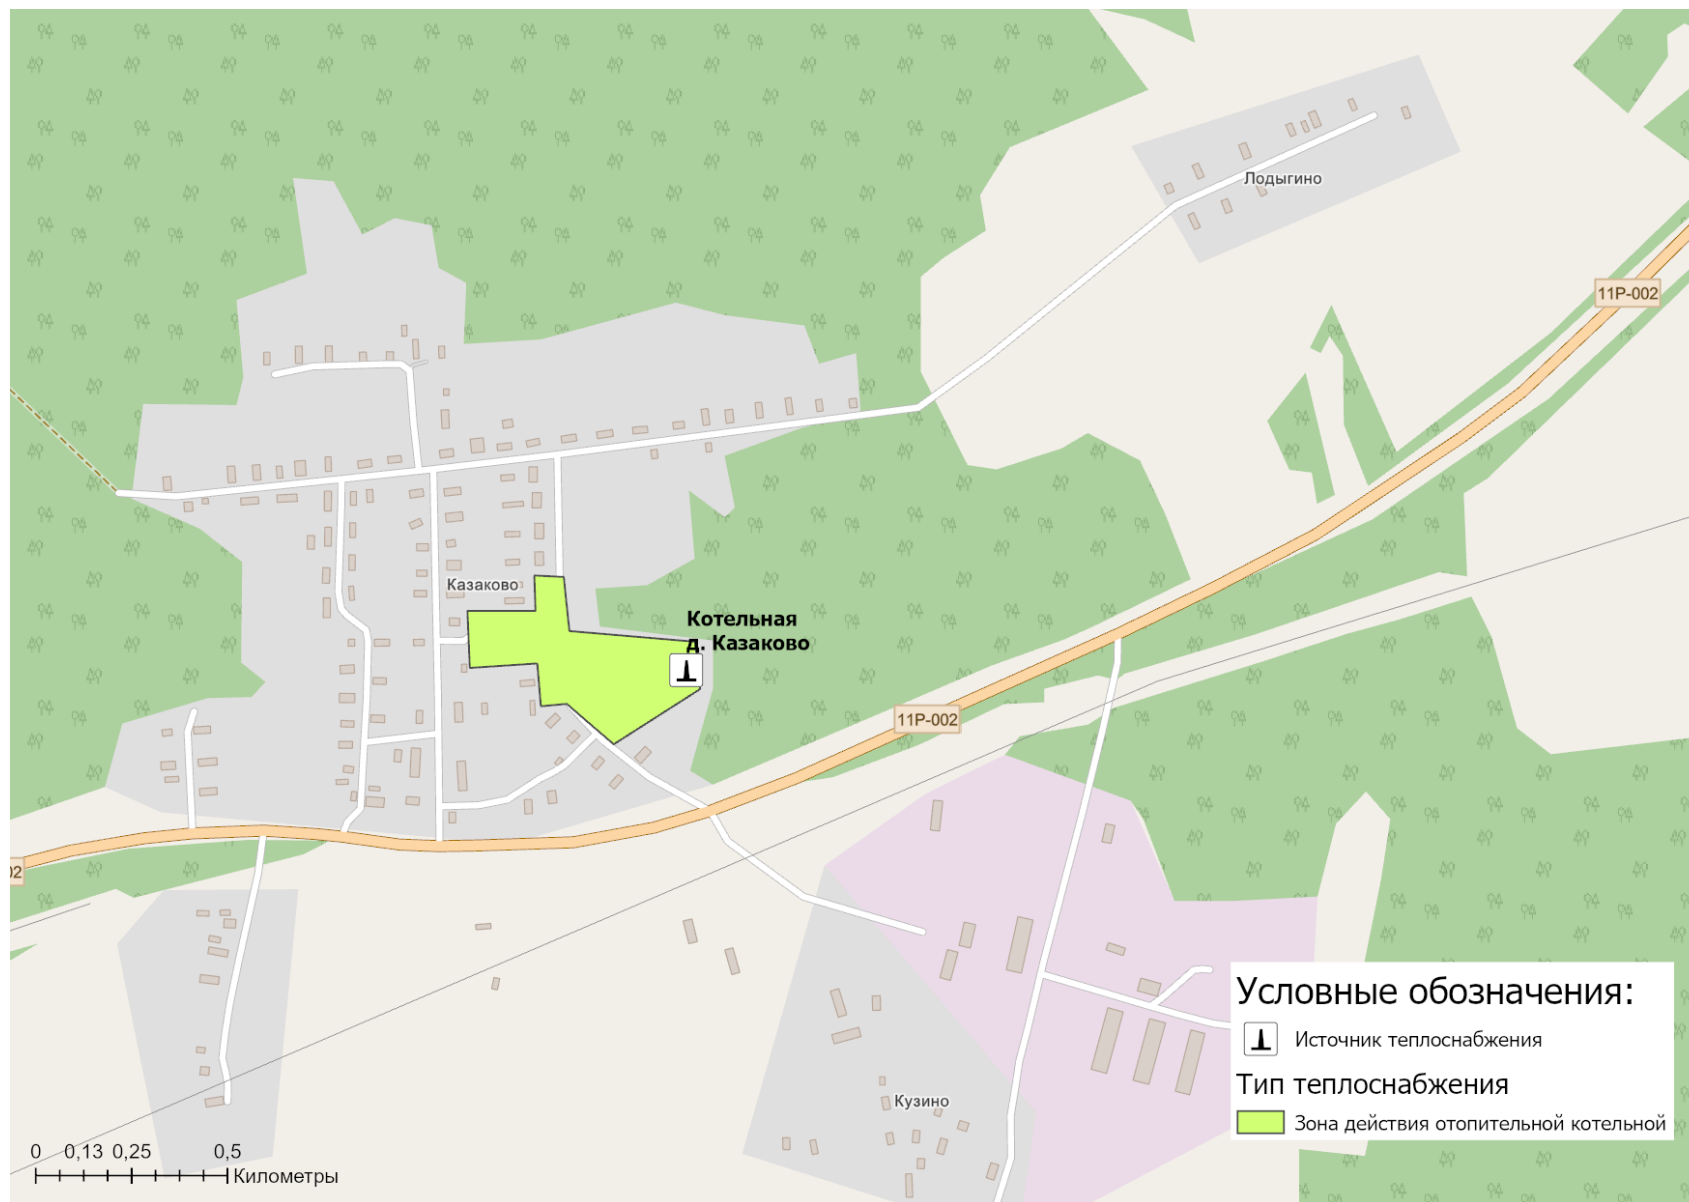 Лодыгино
11Р-002
Казаково
Котельная
д. Казаково
11Р-002
02
Кузино
Условные обозначения:
Источник теплоснабжения
Тип теплоснабжения
Зона действия отопительной котельной
0 0,13 0,25 0,5
Километры